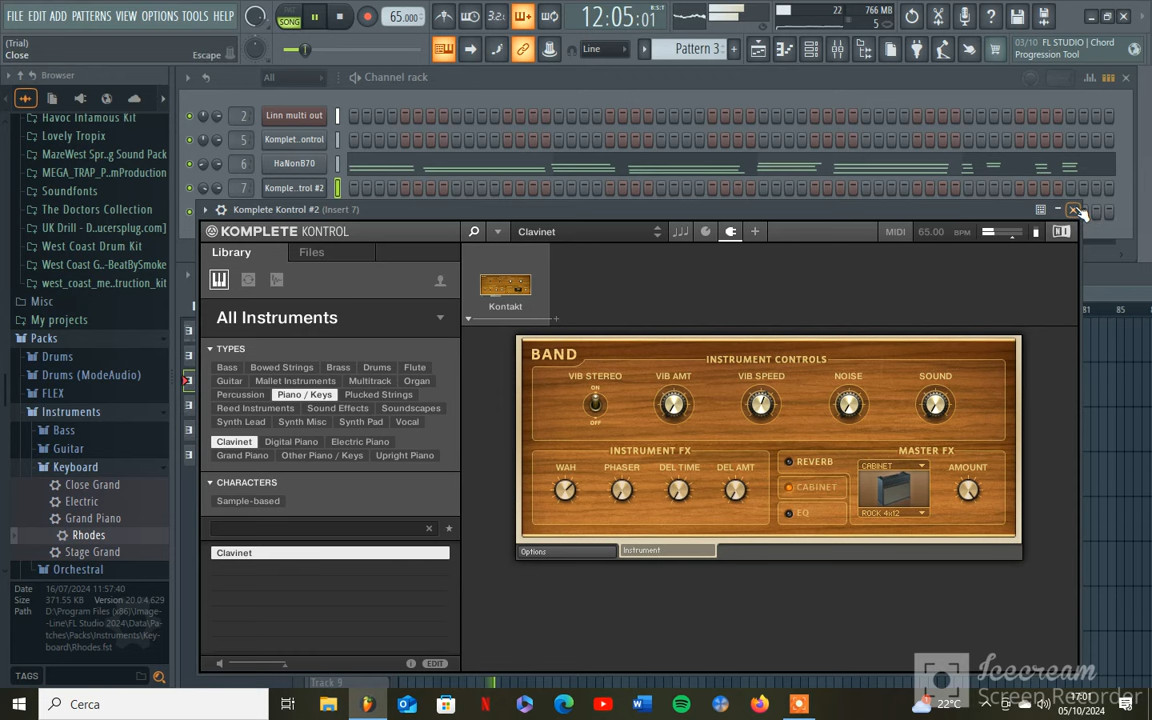 FILE EDIT ADD PATTERNS VIEW OPTIONS TOOLS HELP
SONG
65.000
3 2
12:05:01
22
766 MB
5
(Trial)
Close
Escape
Line
Pattern 3
03/10 FL STUDIO | Chord
Progression Tool
Browser
All
Channel rack
Havoc Infamous Kit
Lovely Tropix
MazeWest Spr...g Sound Pack
MEGA_TRAP_P...mProduction
Soundfonts
The Doctors Collection
UK Drill - D...ucersplug.com]
West Coast Drum Kit
West Coast G...-BeatBySmoke
west_coast_me...truction_kit
Misc
My projects
Packs
Drums
Drums (ModeAudio)
FLEX
Instruments
Bass
Guitar
Keyboard
Close Grand
Electric
Grand Piano
Rhodes
Stage Grand
Orchestral
Date 16/07/2024 11:57:40
Size 371.55 KB Version 20.0.4.629
Path D:\Program Files (x86)\Image-
Line\FL Studio 2024\Data\Pa-
tches\Packs\Instruments\Key-
board\Rhodes.fst
TAGS
2 Linn multi out
5 Komplet..ontrol
6 HaNonB70
7 Komple..trol #2
Komplete Kontrol #2 (Insert 7)
KOMPLETE KONTROL
Clavinet
MIDI 65.00 BPM
Library
Files
All Instruments
TYPES
Bass Bowed Strings Brass Drums Flute
Guitar Mallet Instruments Multitrack Organ
Percussion Piano / Keys Plucked Strings
Reed Instruments Sound Effects Soundscapes
Synth Lead Synth Misc Synth Pad Vocal
Clavinet Digital Piano Electric Piano
Grand Piano Other Piano / Keys Upright Piano
CHARACTERS
Sample-based
Clavinet
EDIT
Kontakt
BAND
INSTRUMENT CONTROLS
VIB STEREO
VIB AMT
VIB SPEED
NOISE
SOUND
ON
OFF
INSTRUMENT FX
MASTER FX
WAH
PHASER
DEL TIME
DEL AMT
REVERB
CABINET
EQ
CABINET
ROCK 4x12
AMOUNT
Options
Instrument
81
85
Track 9
Icecream
Screen Recorder
Cerca
22°C
17:01
05/10/2024